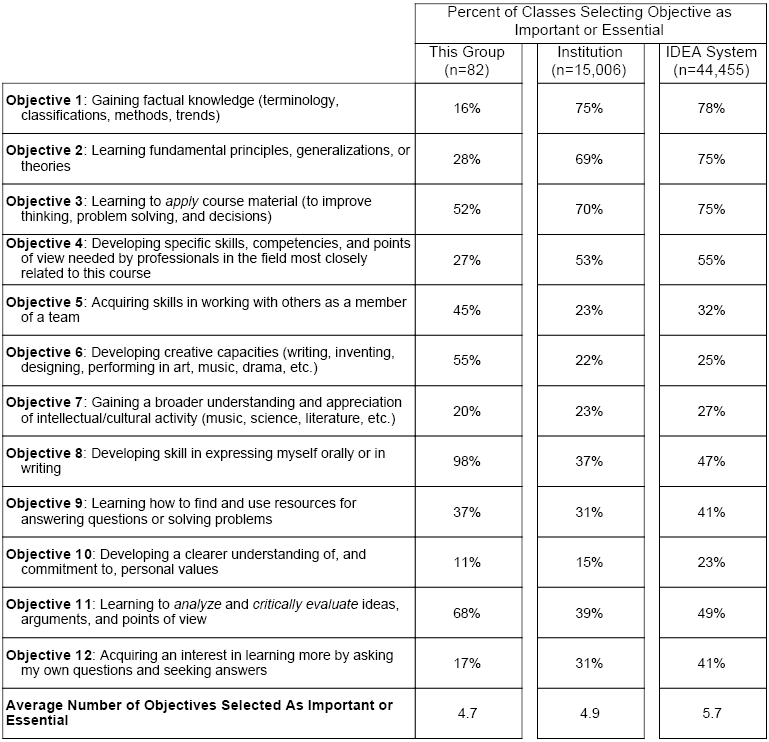 Percent of Classes Selecting Objective as
Important or Essential
This Group
(n=82)
Institution
(n=15,006)
IDEA System
(n=44,455)
Objective 1: Gaining factual knowledge (terminology,
classifications, methods, trends)
16%
75%
78%
Objective 2: Learning fundamental principles, generalizations, or
theories
28%
69%
75%
Objective 3: Learning to apply course material (to improve
thinking, problem solving, and decisions)
52%
70%
75%
Objective 4: Developing specific skills, competencies, and points
of view needed by professionals in the field most closely
related to this course
27%
53%
55%
Objective 5: Acquiring skills in working with others as a member
of a team
45%
23%
32%
Objective 6: Developing creative capacities (writing, inventing,
designing, performing in art, music, drama, etc.)
55%
22%
25%
Objective 7: Gaining a broader understanding and appreciation
of intellectual/cultural activity (music, science, literature, etc.)
20%
23%
27%
Objective 8: Developing skill in expressing myself orally or in
writing
98%
37%
47%
Objective 9: Learning how to find and use resources for
answering questions or solving problems
37%
31%
41%
Objective 10: Developing a clearer understanding of, and
commitment to, personal values
11%
15%
23%
Objective 11: Learning to analyze and critically evaluate ideas,
arguments, and points of view
68%
39%
49%
Objective 12: Acquiring an interest in learning more by asking
my own questions and seeking answers
17%
31%
41%
Average Number of Objectives Selected As Important or
Essential
4.7
4.9
5.7